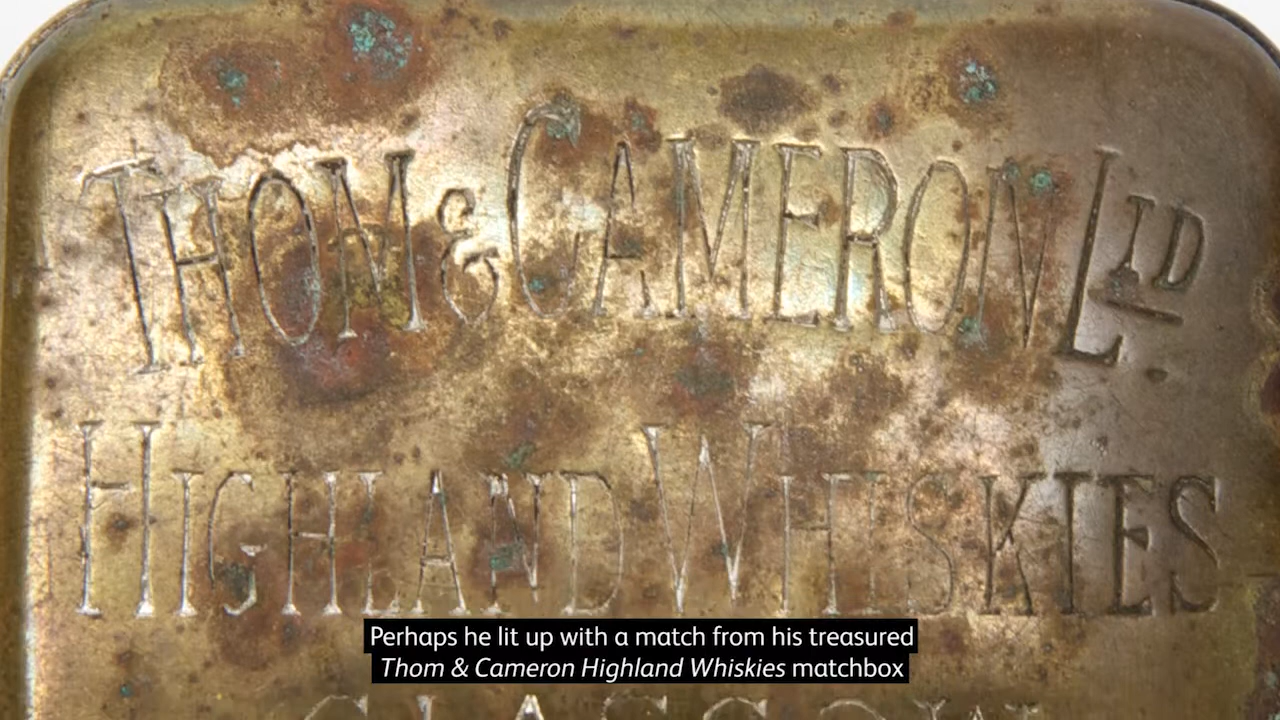 THOM & CAMERON LTD.
HIGHLAND WHISKIES
GLASGOW
Perhaps he lit up with a match from his treasured
Thom & Cameron Highland Whiskies matchbox